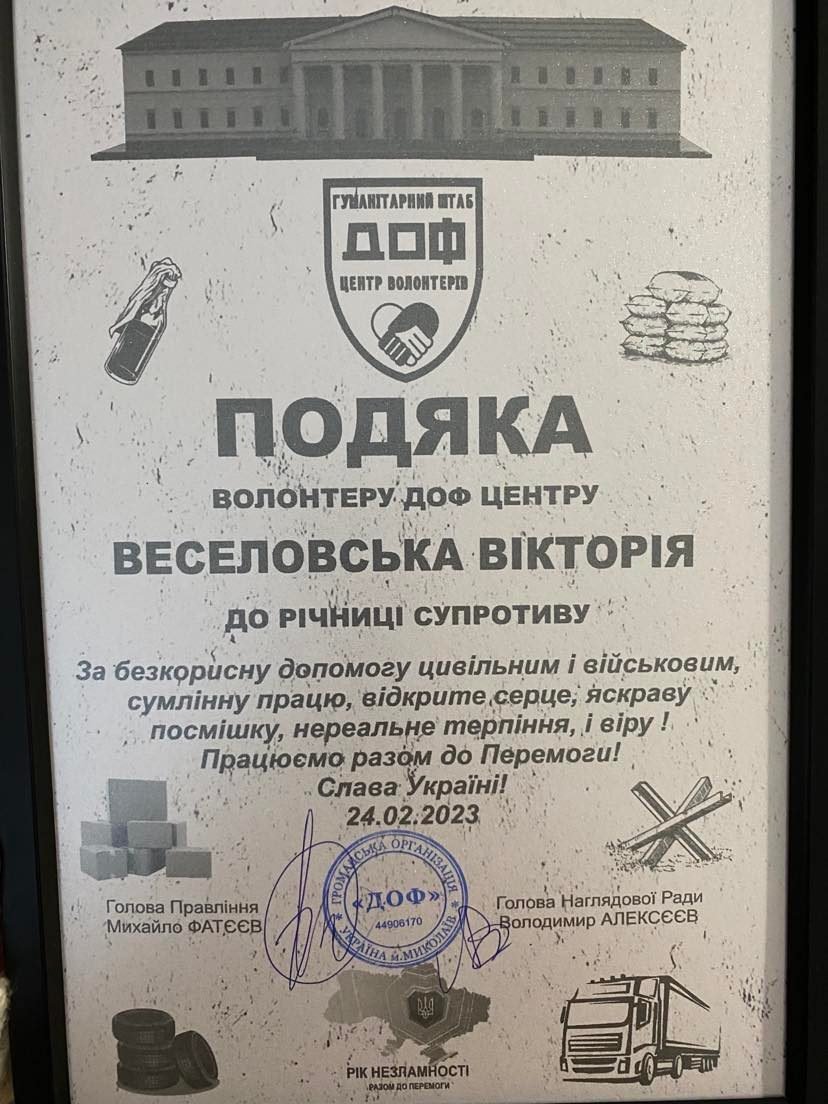 ГУМАНІТАРНИЙ ШТАБ
ДОФ
ЦЕНТР ВОЛОНТЕРІВ
ПОДЯКА
ВОЛОНТЕРУ ДОФ ЦЕНТРУ
ВЕСЕЛОВСЬКА ВІКТОРІЯ
ДО РІЧНИЦІ СУПРОТИВУ
За безкорисну допомогу цивільним і військовим,
сумлінну працю, відкрите серце, яскраву
посмішку, нереальне терпіння, і віру !
Працюємо разом до Перемоги!
Слава Україні!
24.02.2023
Голова Правління
Михайло ФАТЄЄВ
ГРОМАДСЬКА ОРГАНІЗАЦІЯ
«ДОФ»
44906170
УКРАЇНА м.МИКОЛАЇВ
Голова Наглядової Ради
Володимир АЛЕКСЄЄВ
РІК НЕЗЛАМНОСТІ
РАЗОМ ДО ПЕРЕМОГИ